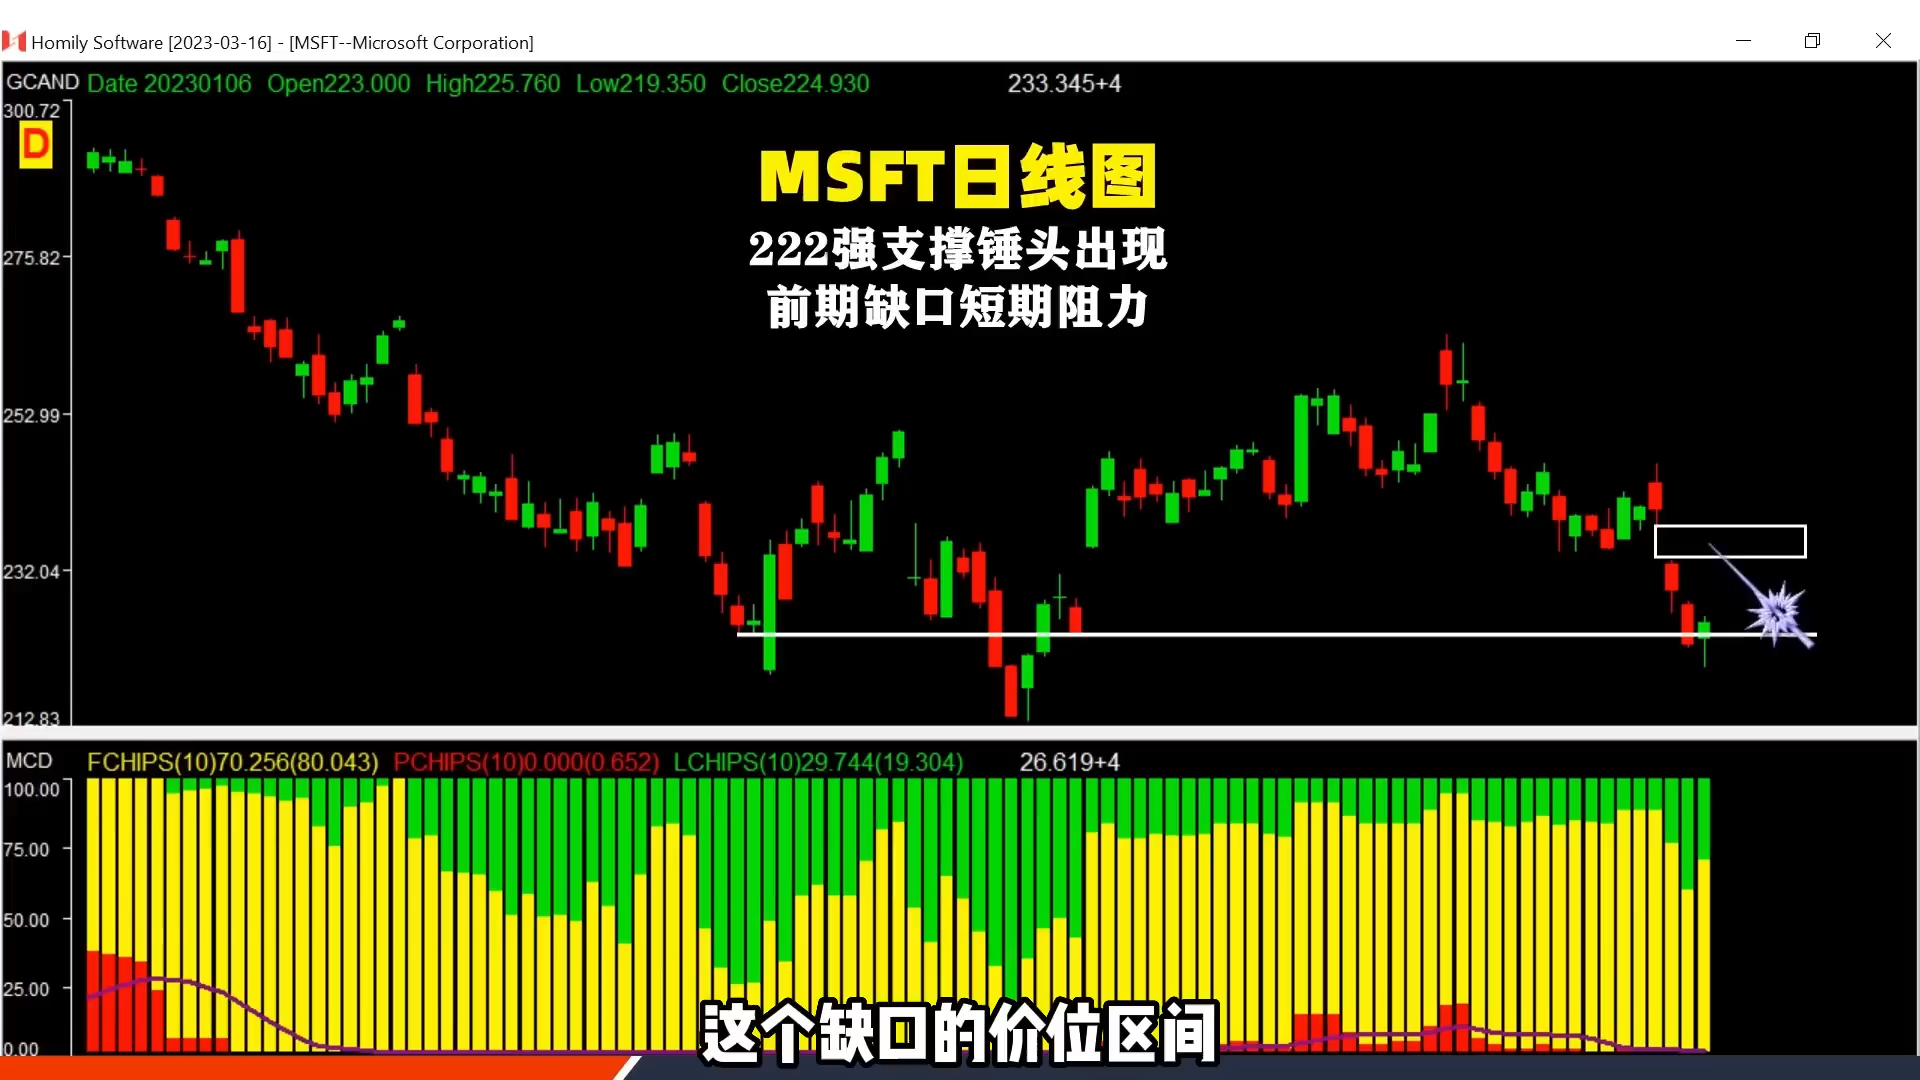 Homily Software [2023-03-16] - [MSFT--Microsoft Corporation]
GCAND Date 20230106 Open223.000 High225.760 Low219.350 Close224.930 233.345+4
300.72
D
MSFT日线图
222强支撑锤头出现
前期缺口短期阻力
275.82
252.99
232.04
212.83
MCD FCHIPS(10)70.256(80.043) PCHIPS(10)0.000(0.652) LCHIPS(10)29.744(19.304) 26.619+4
100.00
75.00
50.00
25.00
0.00
这个缺口的价位区间